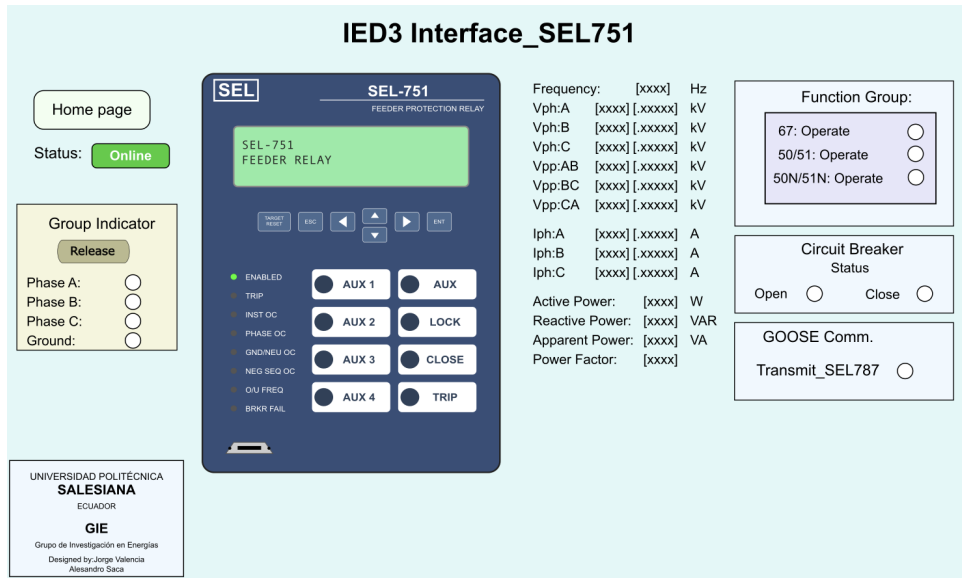 IED3 Interface_SEL751
Home page
Status: Online
Group Indicator
Release
Phase A:
Phase B:
Phase C:
Ground:
UNIVERSIDAD POLITÉCNICA
SALESIANA
ECUADOR
GIE
Grupo de Investigación en Energías
Designed by:Jorge Valencia
Alesandro Saca
SEL
SEL-751
FEEDER PROTECTION RELAY
SEL-751
FEEDER RELAY
TARGET
RESET
ESC
ENT
ENABLED
TRIP
INST OC
PHASE OC
GND/NEU OC
NEG SEQ OC
O/U FREQ
BRKR FAIL
AUX 1
AUX
AUX 2
LOCK
AUX 3
CLOSE
AUX 4
TRIP
Frequency: [xxxx] Hz
Vph:A [xxxx] [.xxxxx] kV
Vph:B [xxxx] [.xxxxx] kV
Vph:C [xxxx] [.xxxxx] kV
Vpp:AB [xxxx] [.xxxxx] kV
Vpp:BC [xxxx] [.xxxxx] kV
Vpp:CA [xxxx] [.xxxxx] kV
Iph:A [xxxx] [.xxxxx] A
Iph:B [xxxx] [.xxxxx] A
Iph:C [xxxx] [.xxxxx] A
Active Power: [xxxx] W
Reactive Power: [xxxx] VAR
Apparent Power: [xxxx] VA
Power Factor: [xxxx]
Function Group:
67: Operate
50/51: Operate
50N/51N: Operate
Circuit Breaker
Status
Open Close
GOOSE Comm.
Transmit_SEL787